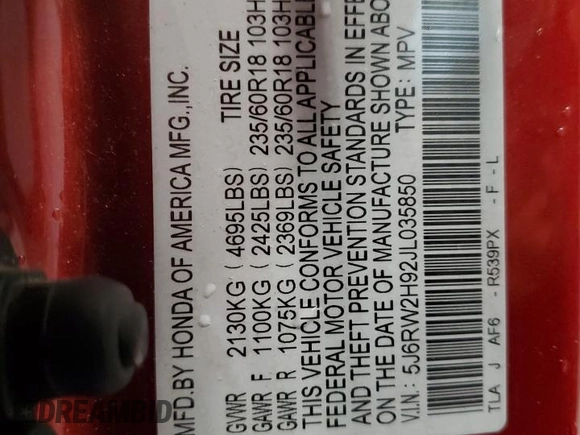 MFD.BY HONDA OF AMERICA MFG.,INC.
TIRE SIZE
GVWR 2130KG ( 4695LBS)
GAWR F 1100KG ( 2425LBS) 235/60R18 103H
GAWR R 1075KG ( 2369LBS) 235/60R18 103H
THIS VEHICLE CONFORMS TO ALL APPLICABLE
FEDERAL MOTOR VEHICLE SAFETY
AND THEFT PREVENTION STANDARDS IN EFFE
ON THE DATE OF MANUFACTURE SHOWN ABO
V.I.N.: 5J6RW2H92JL035850 TYPE: MPV
TLA J AF6 - R539PX - F - L
DREAMBID